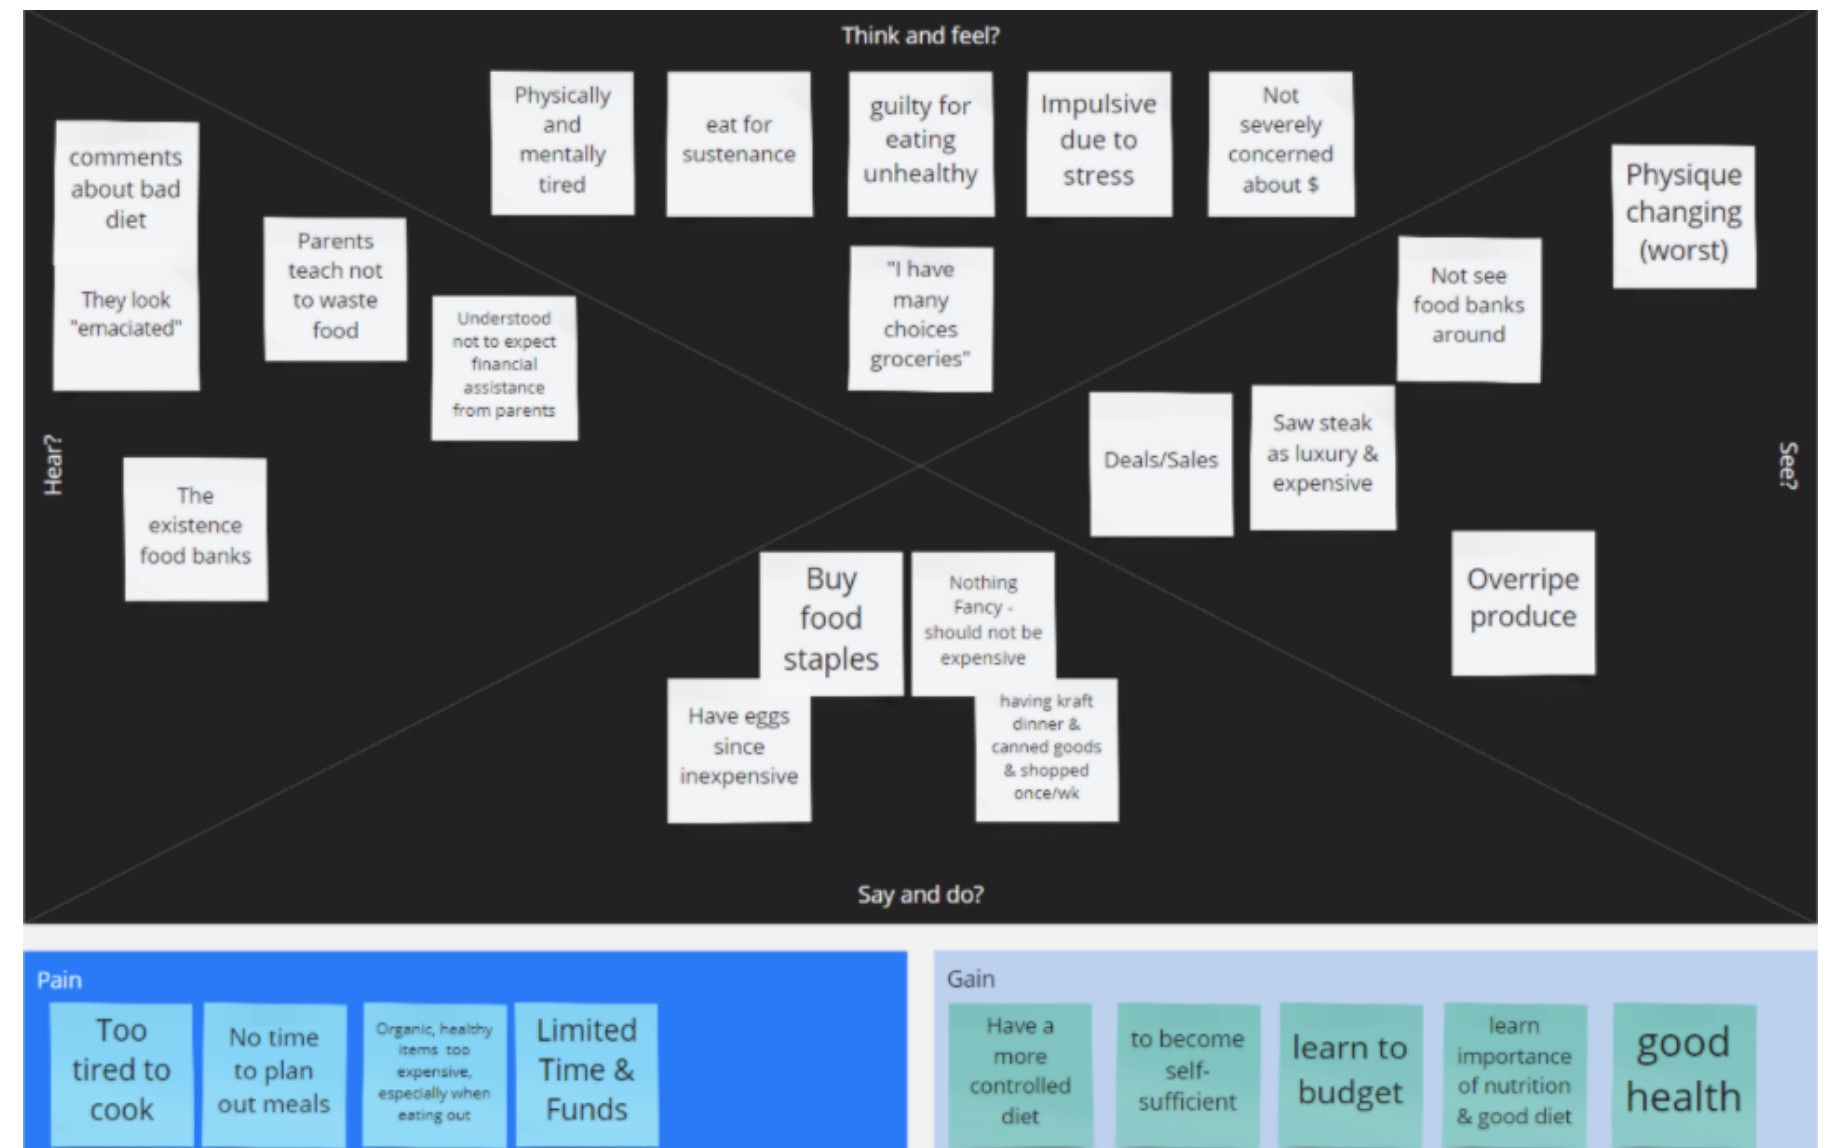 Think and feel?
Physically
and
mentally
tired
eat for
sustenance
guilty for
eating
unhealthy
Impulsive
due to
stress
Not
severely
concerned
about $
"I have
many
choices
groceries"
Hear?
comments
about bad
diet
They look
"emaciated"
Parents
teach not
to waste
food
Understood
not to expect
financial
assistance
from parents
The
existence
food banks
See?
Physique
changing
(worst)
Not see
food banks
around
Saw steak
as luxury &
expensive
Deals/Sales
Overripe
produce
Buy
food
staples
Nothing
Fancy -
should not be
expensive
Have eggs
since
inexpensive
having kraft
dinner &
canned goods
& shopped
once/wk
Say and do?
Pain
Too
tired to
cook
No time
to plan
out meals
Organic, healthy
items too
expensive,
especially when
eating out
Limited
Time &
Funds
Gain
Have a
more
controlled
diet
to become
self-
sufficient
learn to
budget
learn
importance
of nutrition
& good diet
good
health